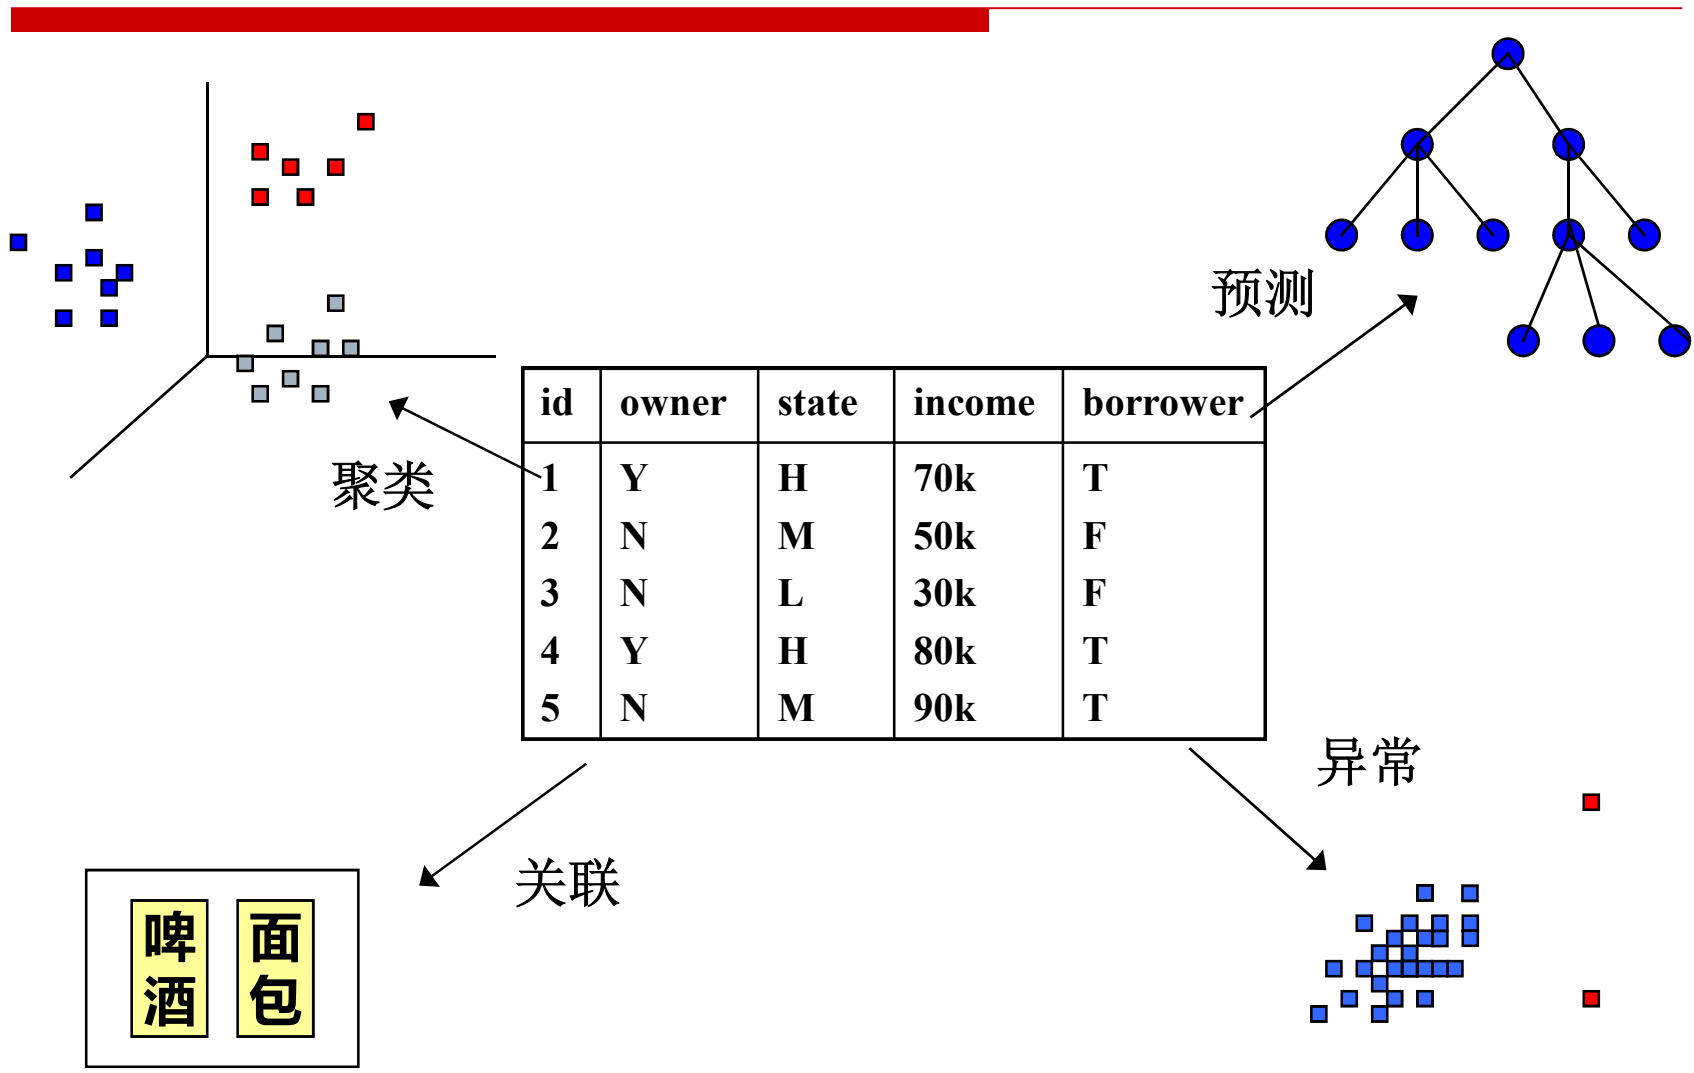 预测
id owner state income borrower
1 Y H 70k T
2 N M 50k F
3 N L 30k F
4 Y H 80k T
5 N M 90k T
聚类
异常
关联
啤酒
面包